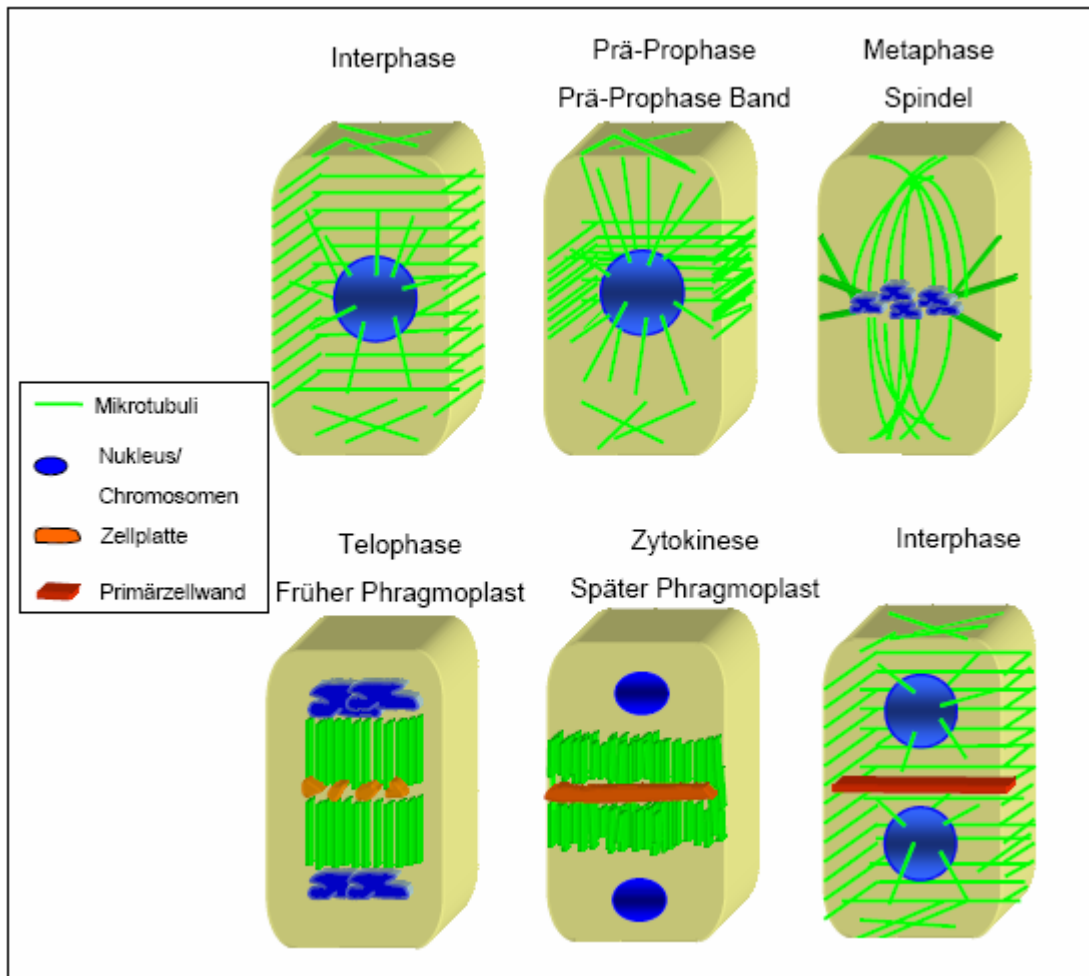 Interphase
Prä-Prophase
Prä-Prophase Band
Metaphase
Spindel
Mikrotubuli
Nukleus/
Chromosomen
Zellplatte
Primärzellwand
Telophase
Früher Phragmoplast
Zytokinese
Später Phragmoplast
Interphase